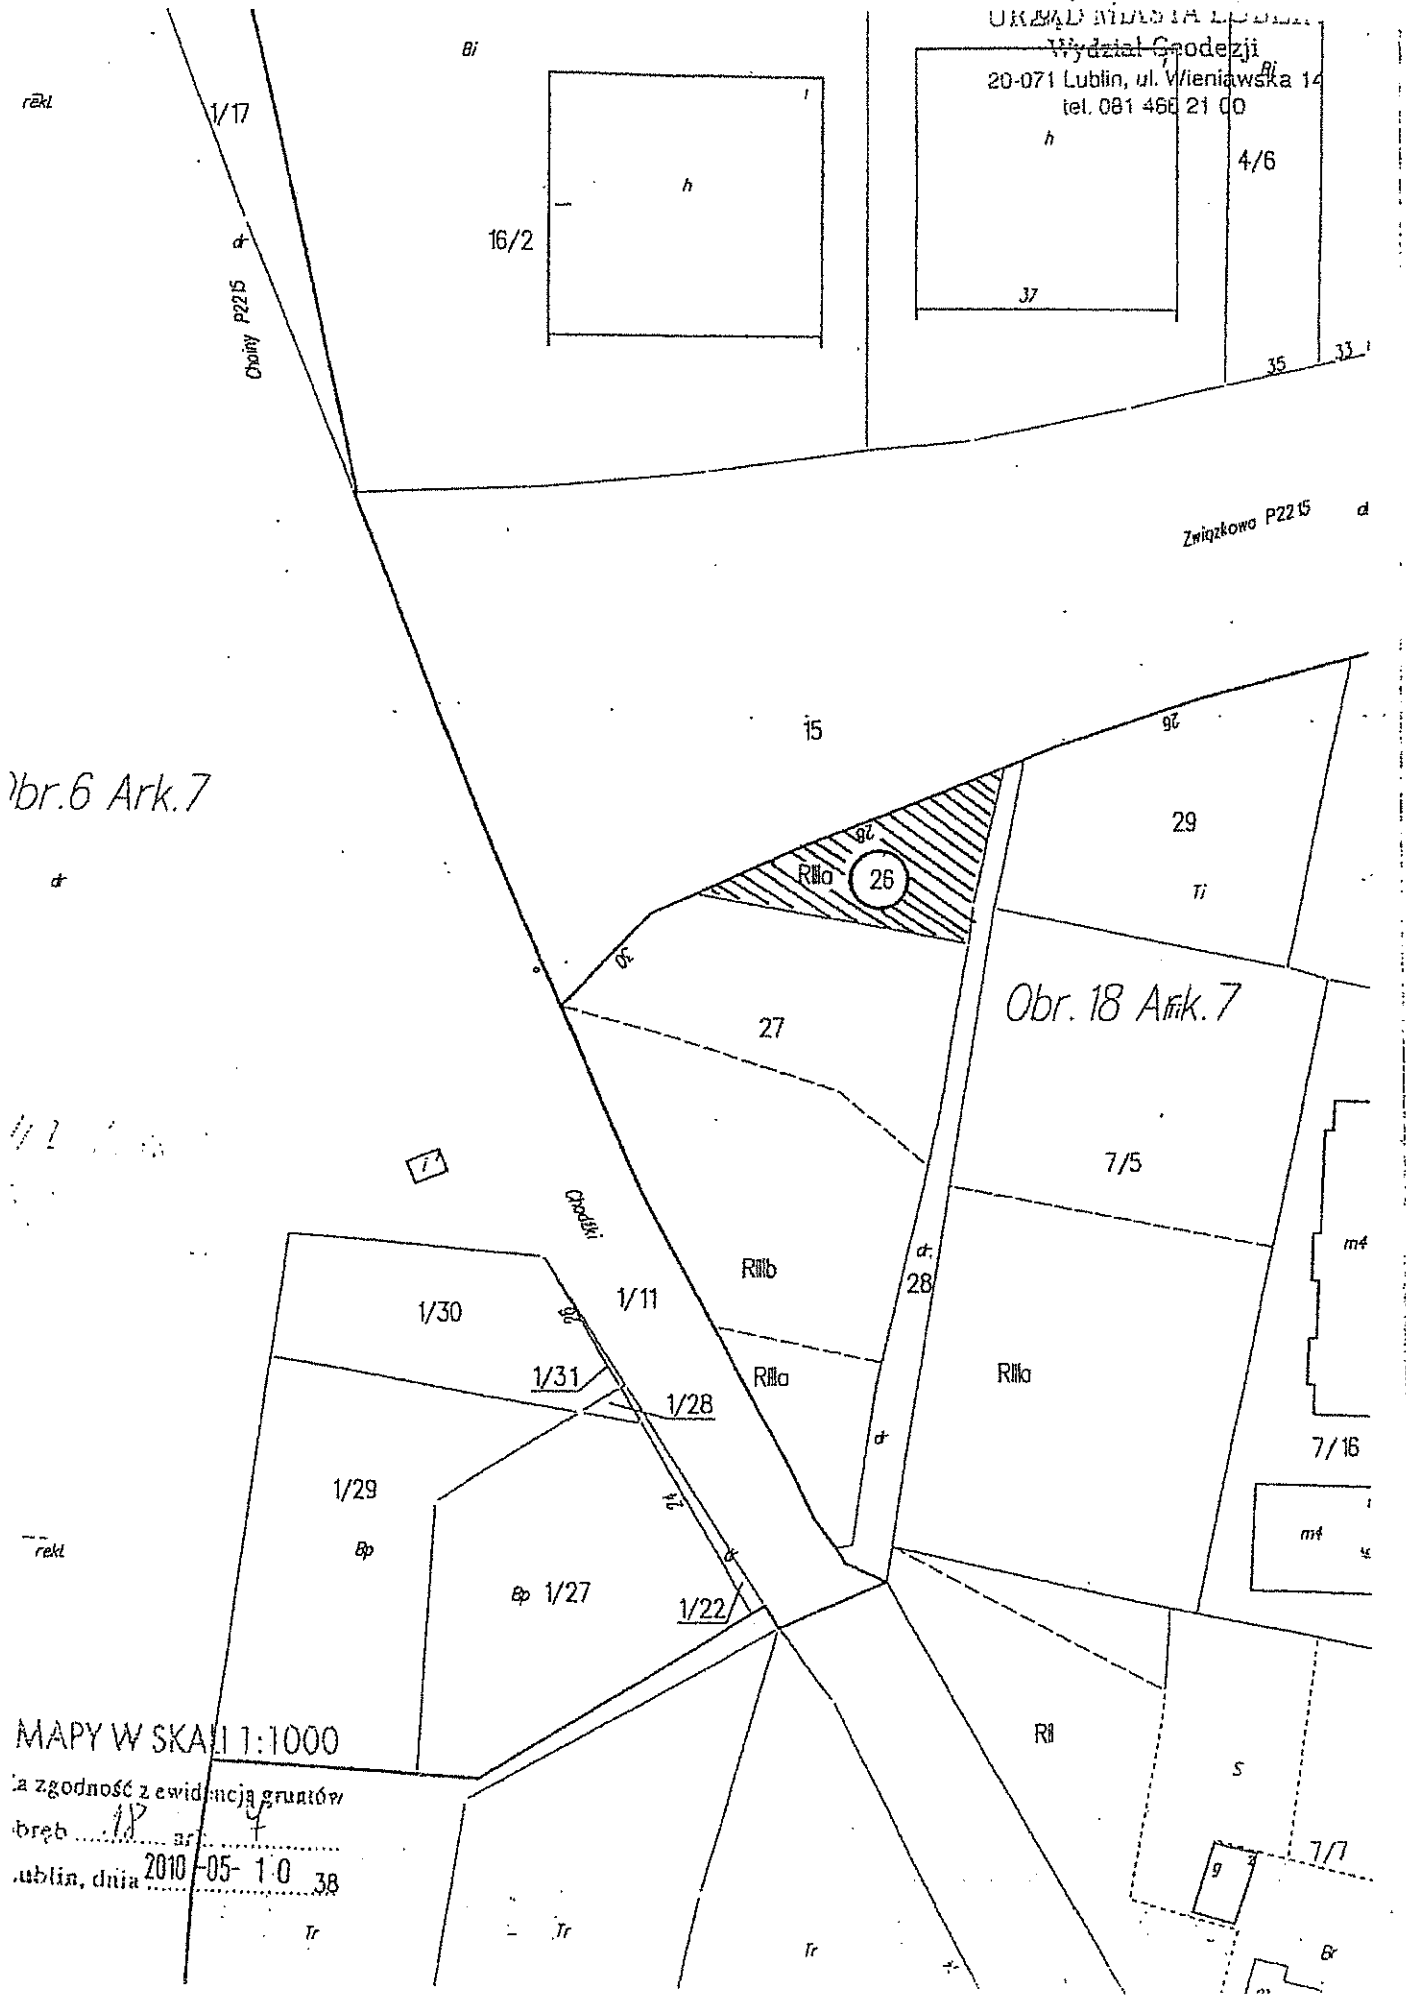 URZĄD MIASTA
Wydział Geodezji
20-071 Lublin, ul. Wieniawska 14
tel. 081 466 21 00
Bi
Bi
rekl
1/17
h
h
4/6
16/2
dr
Choiny P2215
37
35
33
Związkowa P2215
15
26
Obr.6 Ark.7
dr
28
RIIIa
26
29
Ti
30
27
Obr. 18 Ark. 7
7/5
i
Chodźki
m4
dr
28
RIIIb
1/11
1/30
26
1/31
RIIIa
RIIIa
1/28
dr
7/16
1/29
24
rekl
Bp
m4
dr
Bp 1/27
1/22
MAPY W SKALI 1:1000
Za zgodność z ewidencją gruntów
obręb 18 ark. 7
Lublin, dnia 2010-05-10 38
RII
S
7/7
g
2
Tr
Tr
Tr
Br